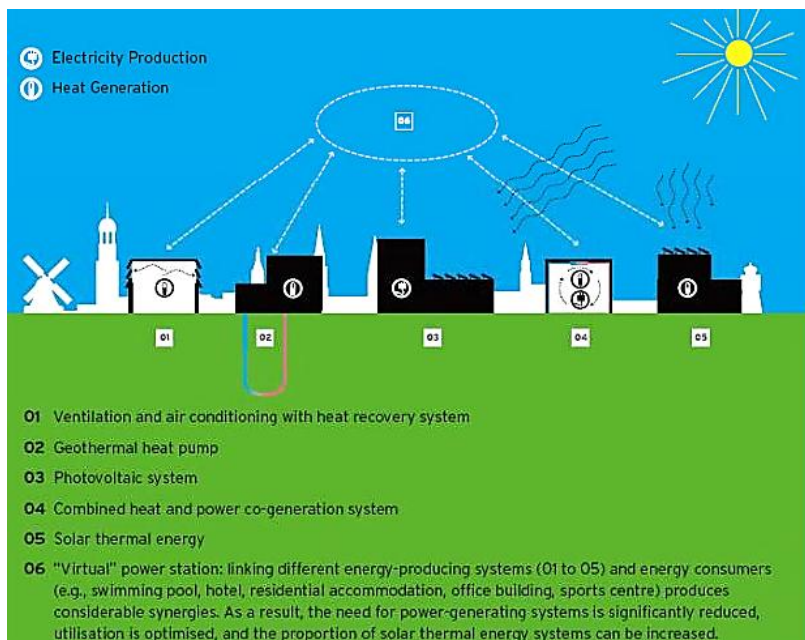 Electricity Production
Heat Generation
06
01
02
03
04
05
01 Ventilation and air conditioning with heat recovery system
02 Geothermal heat pump
03 Photovoltaic system
04 Combined heat and power co-generation system
05 Solar thermal energy
06 "Virtual" power station: linking different energy-producing systems (01 to 05) and energy consumers
(e.g., swimming pool, hotel, residential accommodation, office building, sports centre) produces
considerable synergies. As a result, the need for power-generating systems is significantly reduced,
utilisation is optimised, and the proportion of solar thermal energy systems can be increased.